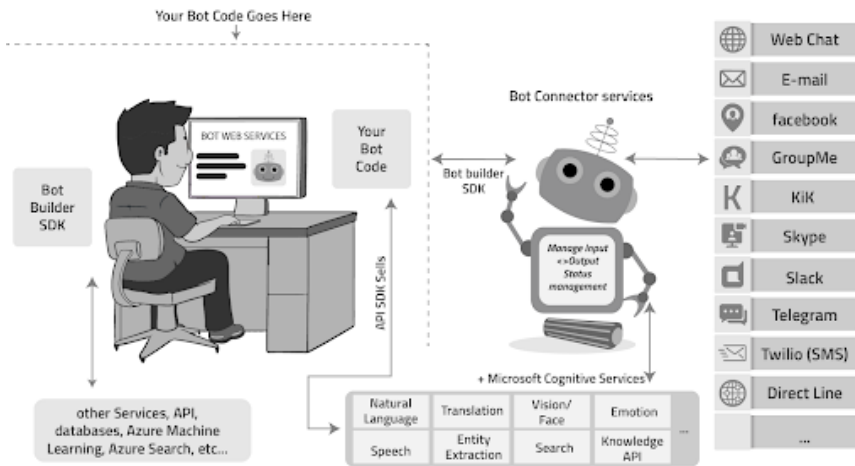 Your Bot Code Goes Here
BOT WEB SERVICES
Your
Bot
Code
Bot
Builder
SDK
API SDK Sells
other Services, API,
databases, Azure Machine
Learning, Azure Search, etc...
Bot builder
SDK
Bot Connector services
Manage Input
<>Output
Status
management
+ Microsoft Cognitive Services
Natural
Language
Translation
Vision/
Face
Emotion
...
Speech
Entity
Extraction
Search
Knowledge
API
Web Chat
E-mail
facebook
GroupMe
K
KiK
Skype
Slack
Telegram
Twilio (SMS)
Direct Line
...